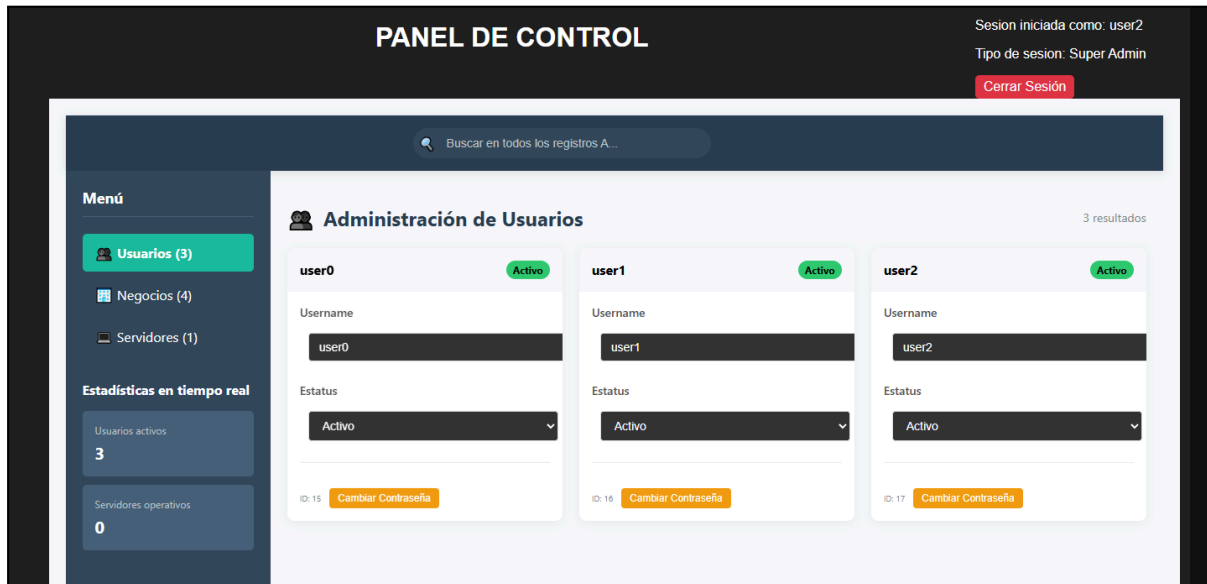 PANEL DE CONTROL
Sesion iniciada como: user2
Tipo de sesion: Super Admin
Cerrar Sesión
Buscar en todos los registros A...
Menú
Usuarios (3)
Negocios (4)
Servidores (1)
Estadísticas en tiempo real
Usuarios activos
3
Servidores operativos
0
Administración de Usuarios
3 resultados
user0 Activo
Username
user0
Estatus
Activo
ID: 15 Cambiar Contraseña
user1 Activo
Username
user1
Estatus
Activo
ID: 16 Cambiar Contraseña
user2 Activo
Username
user2
Estatus
Activo
ID: 17 Cambiar Contraseña